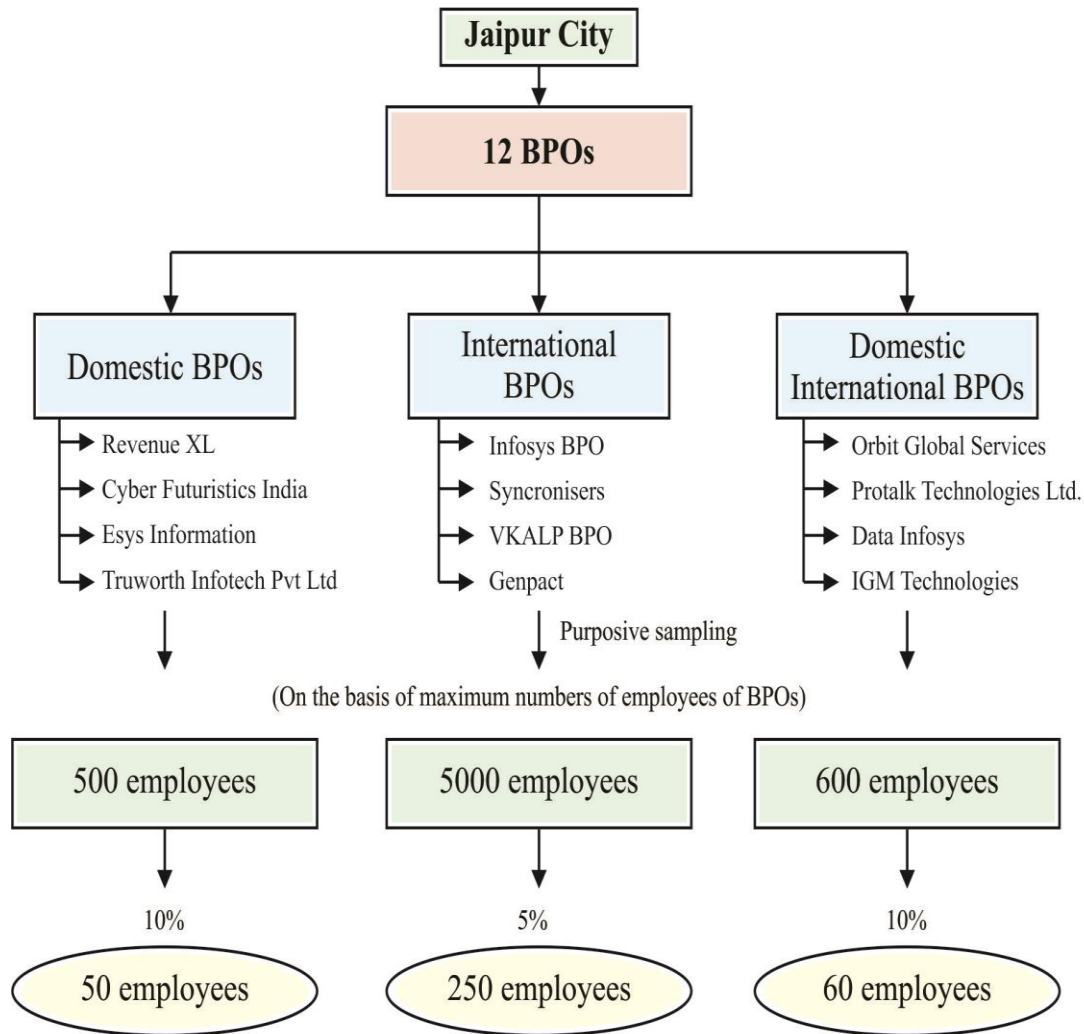 Jaipur City
12 BPOs
Domestic BPOs
International
BPOs
Domestic
International BPOs
Revenue XL
Cyber Futuristics India
Esys Information
Truworth Infotech Pvt Ltd
Infosys BPO
Syncronisers
VKALP BPO
Genpact
Orbit Global Services
Protalk Technologies Ltd.
Data Infosys
IGM Technologies
Purposive sampling
(On the basis of maximum numbers of employees of BPOs)
500 employees
5000 employees
600 employees
10%
5%
10%
50 employees
250 employees
60 employees